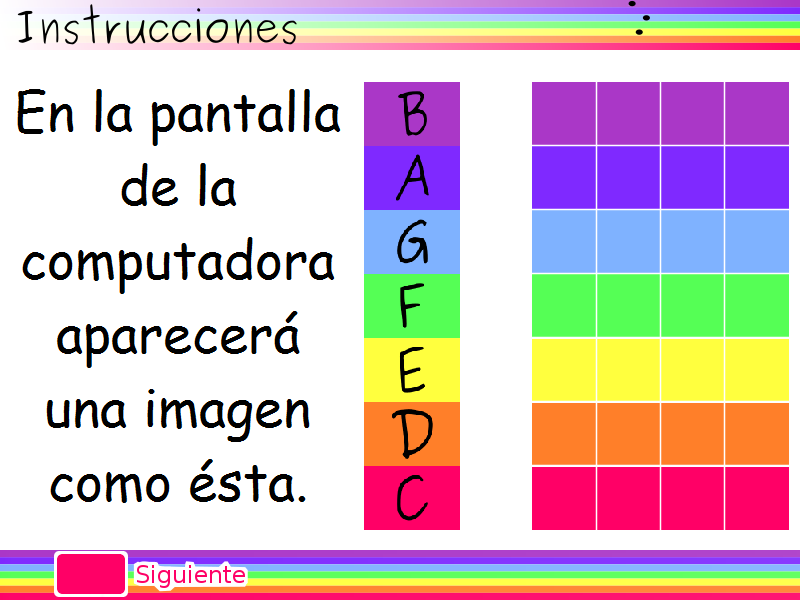 Instrucciones
En la pantalla
de la
computadora
aparecerá
una imagen
como ésta.
B
A
G
F
E
D
C
Siguiente